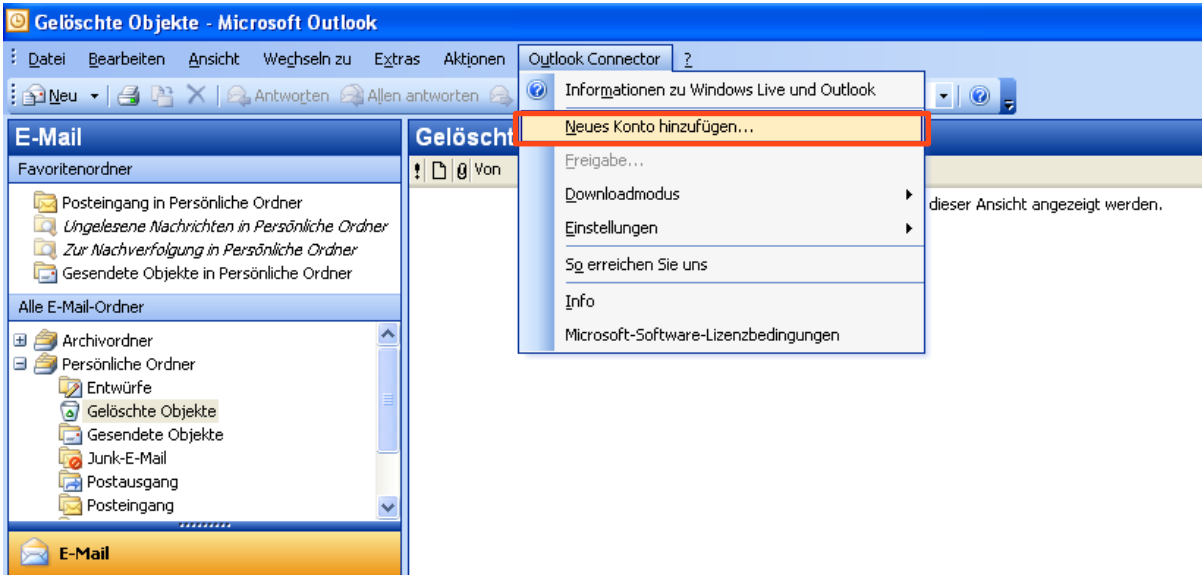 Gelöschte Objekte - Microsoft Outlook
Datei Bearbeiten Ansicht Wechseln zu Extras Aktionen Outlook Connector ?
Neu Antworten Allen antworten
Informationen zu Windows Live und Outlook
Neues Konto hinzufügen...
Freigabe...
Downloadmodus
Einstellungen
So erreichen Sie uns
Info
Microsoft-Software-Lizenzbedingungen
E-Mail
Favoritenordner
Posteingang in Persönliche Ordner
Ungelesene Nachrichten in Persönliche Ordner
Zur Nachverfolgung in Persönliche Ordner
Gesendete Objekte in Persönliche Ordner
Alle E-Mail-Ordner
Archivordner
Persönliche Ordner
Entwürfe
Gelöschte Objekte
Gesendete Objekte
Junk-E-Mail
Postausgang
Posteingang
E-Mail
Gelöscht
! Von
dieser Ansicht angezeigt werden.